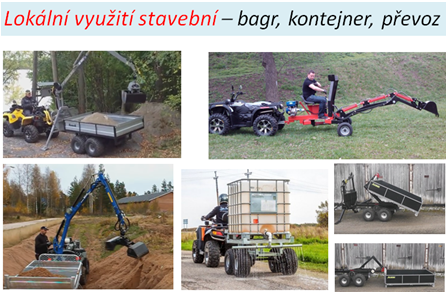 Lokální využití stavební – bagr, kontejner, převoz